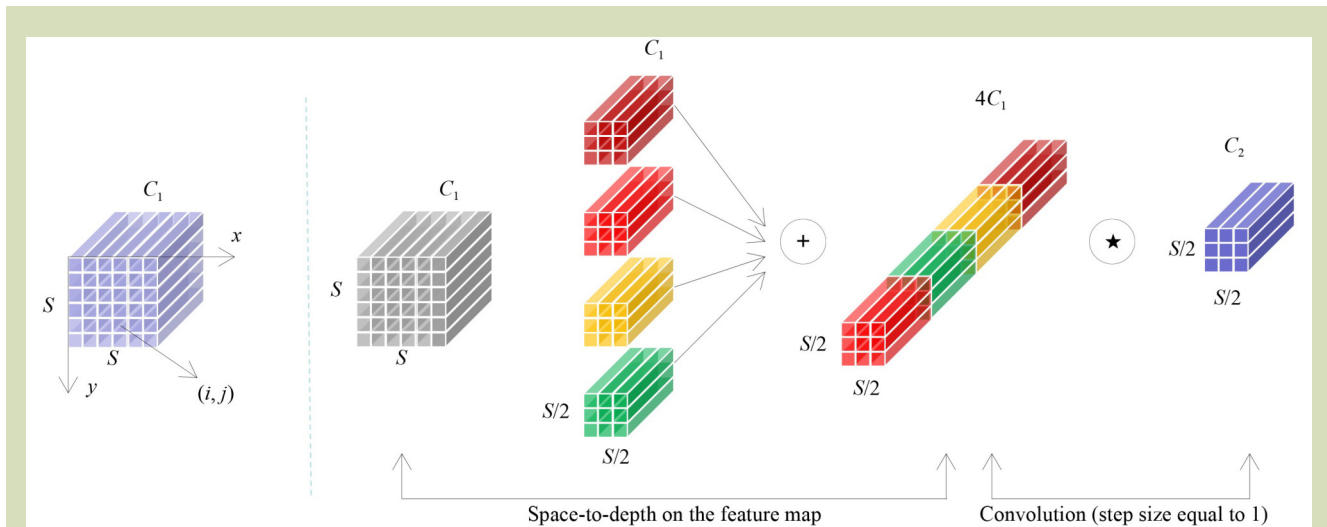 C₁
x
S
S
y
(i, j)
C₁
S
S
C₁
S/2
S/2
+
4C₁
S/2
S/2
★
C₂
S/2
S/2
Space-to-depth on the feature map
Convolution (step size equal to 1)